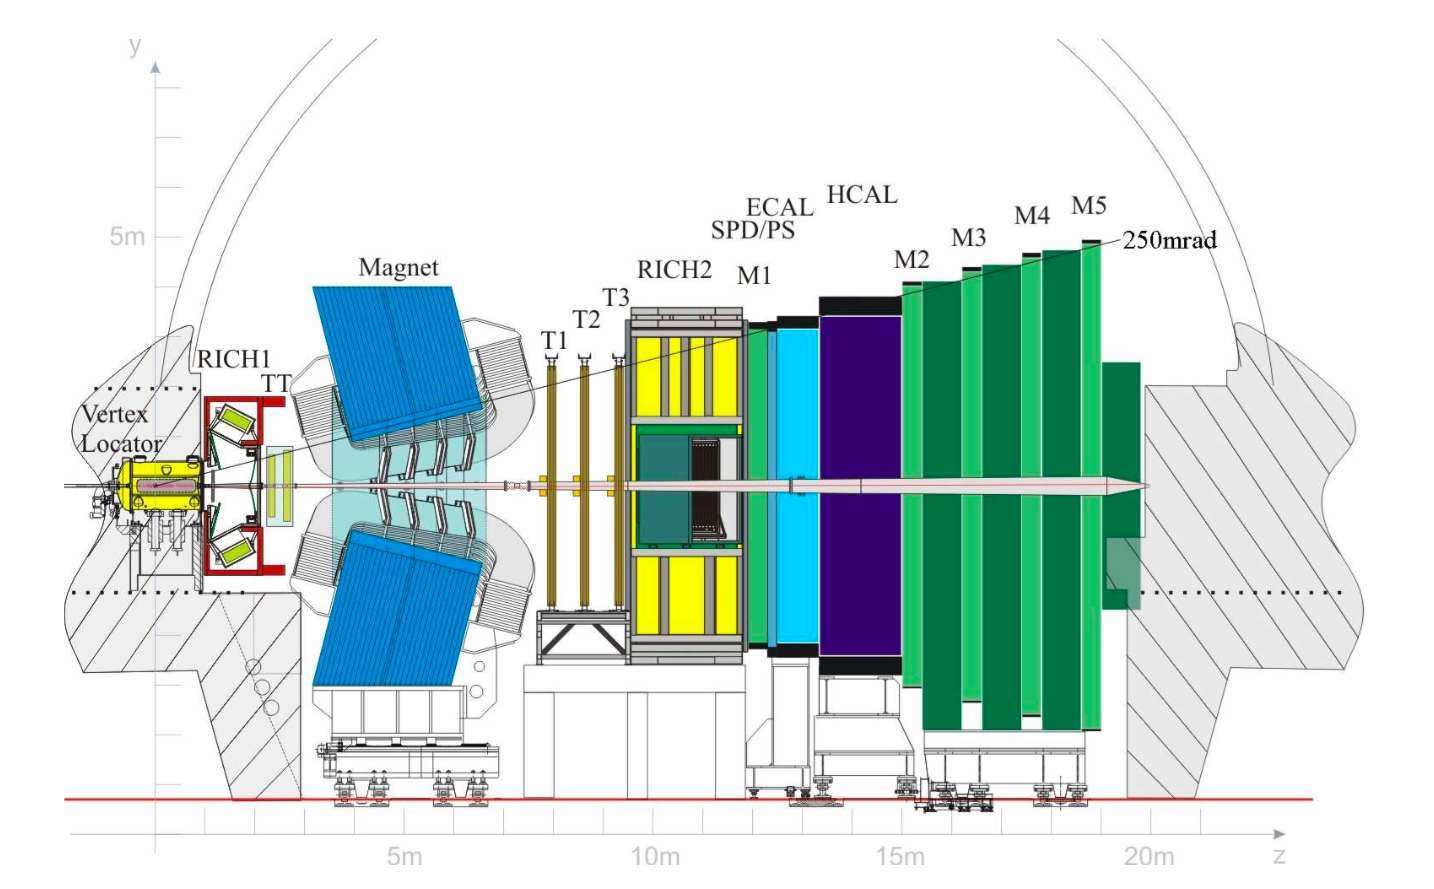 y
HCAL
ECAL
SPD/PS
M5
M4
M3
250mrad
5m
M2
Magnet
RICH2
M1
T3
T2
T1
RICH1
TT
Vertex
Locator
5m
10m
15m
20m
z